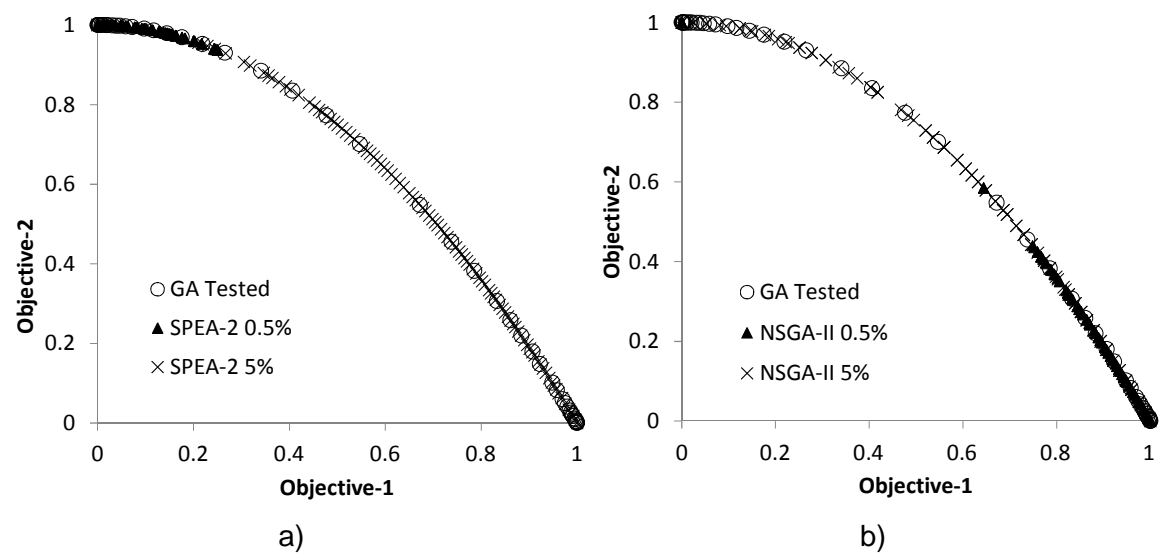 1
0.8
0.6
0.4
0.2
0
Objective-2
GA Tested
SPEA-2 0.5%
SPEA-2 5%
0 0.2 0.4 0.6 0.8 1
Objective-1
a)
1
0.8
0.6
0.4
0.2
0
Objective-2
GA Tested
NSGA-II 0.5%
NSGA-II 5%
0 0.2 0.4 0.6 0.8 1
Objective-1
b)